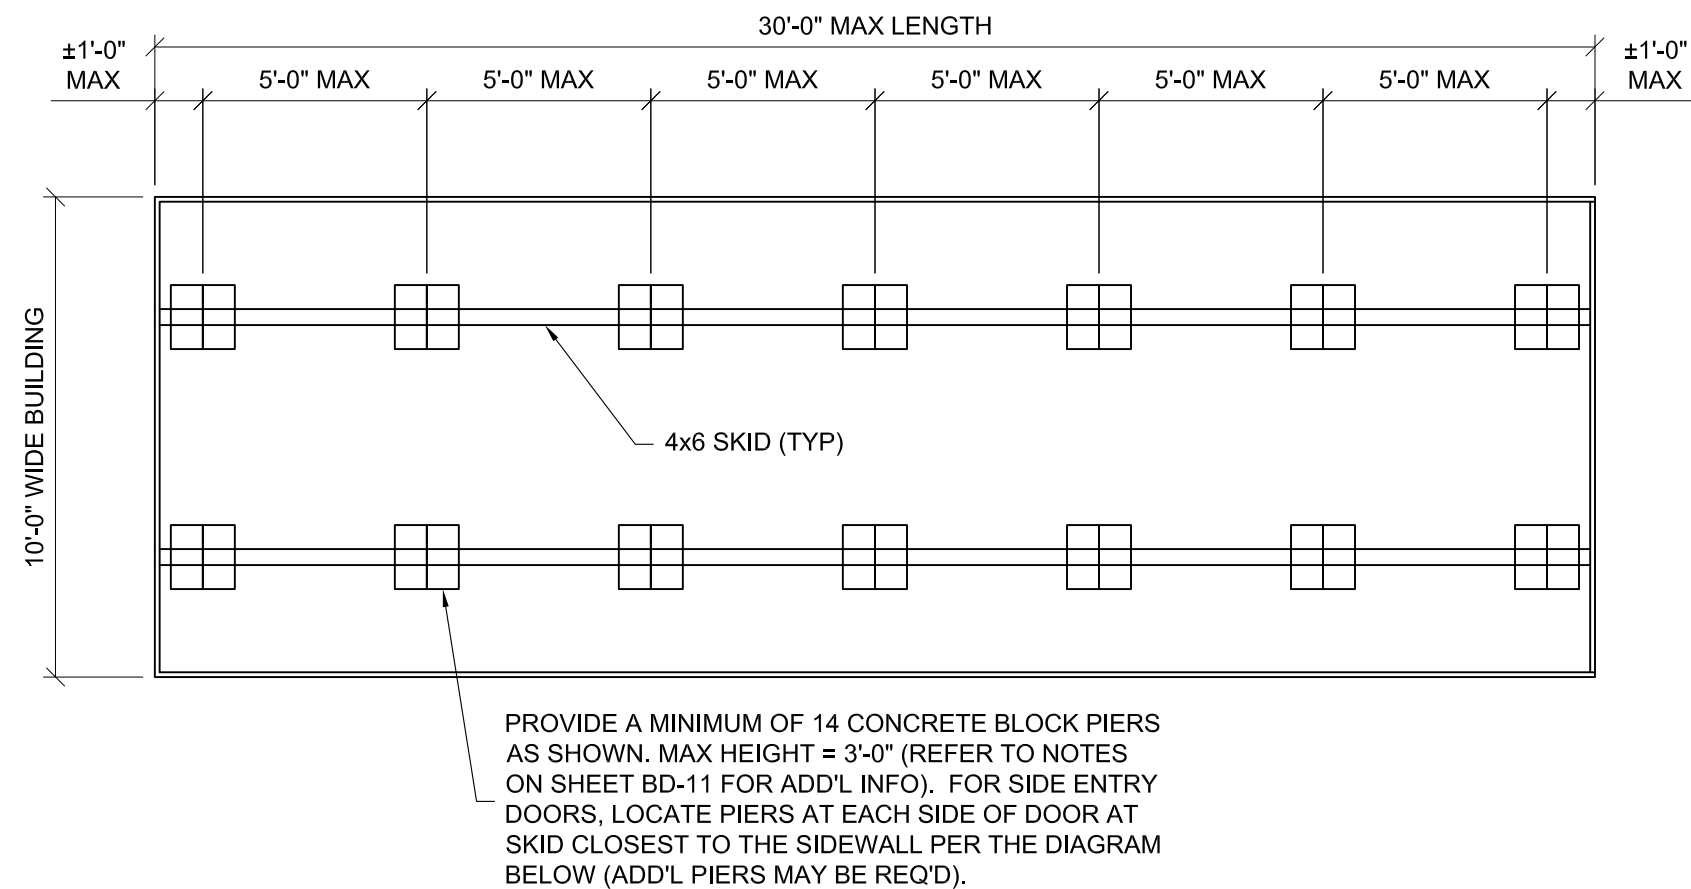 30'-0" MAX LENGTH
±1'-0"
MAX
5'-0" MAX
5'-0" MAX
5'-0" MAX
5'-0" MAX
5'-0" MAX
5'-0" MAX
±1'-0"
MAX
10'-0" WIDE BUILDING
4x6 SKID (TYP)
PROVIDE A MINIMUM OF 14 CONCRETE BLOCK PIERS
AS SHOWN. MAX HEIGHT = 3'-0" (REFER TO NOTES
ON SHEET BD-11 FOR ADD'L INFO). FOR SIDE ENTRY
DOORS, LOCATE PIERS AT EACH SIDE OF DOOR AT
SKID CLOSEST TO THE SIDEWALL PER THE DIAGRAM
BELOW (ADD'L PIERS MAY BE REQ'D).